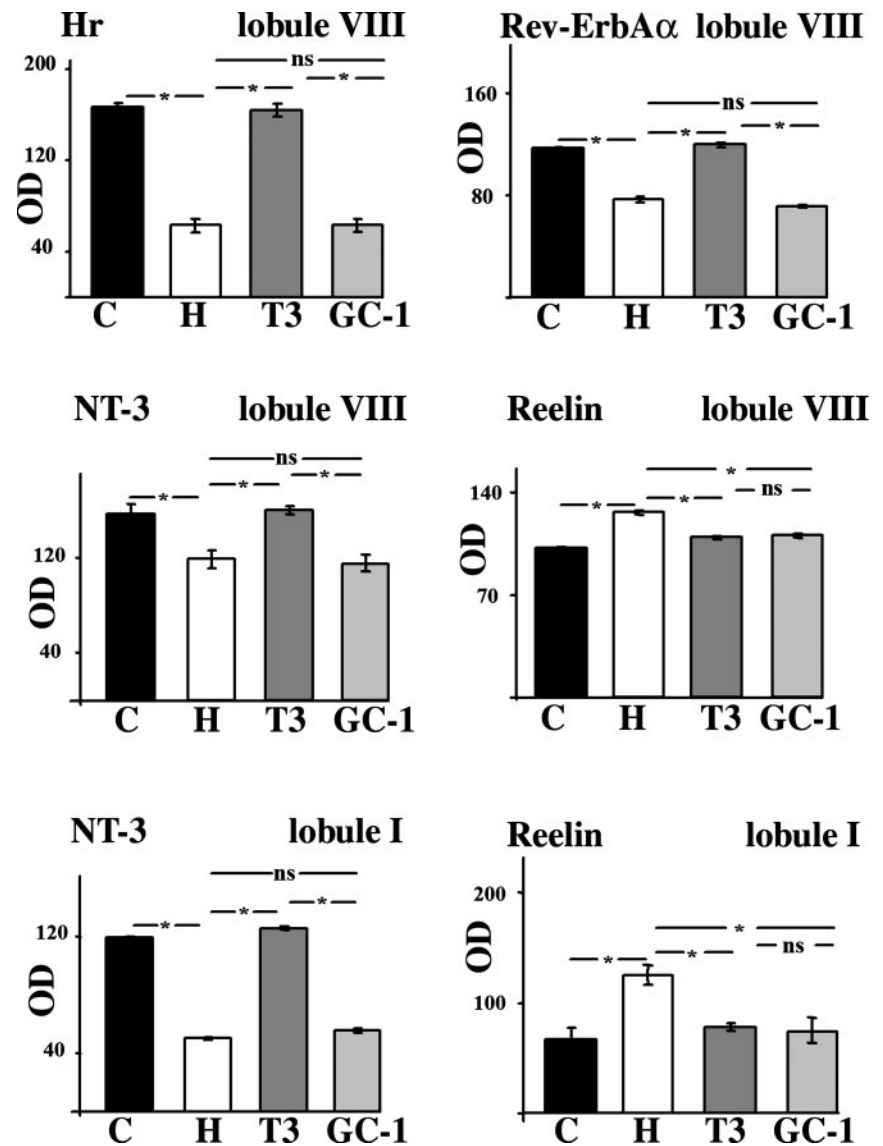 Hr lobule VIII
200
120
40
OD
ns
* * *
C H T3 GC-1
Rev-ErbAα lobule VIII
160
80
OD
ns
* * *
C H T3 GC-1
NT-3 lobule VIII
120
40
OD
ns
* * *
C H T3 GC-1
Reelin lobule VIII
140
70
OD
*
* * ns
C H T3 GC-1
NT-3 lobule I
120
40
OD
ns
* * *
C H T3 GC-1
Reelin lobule I
200
100
OD
*
* * ns
C H T3 GC-1